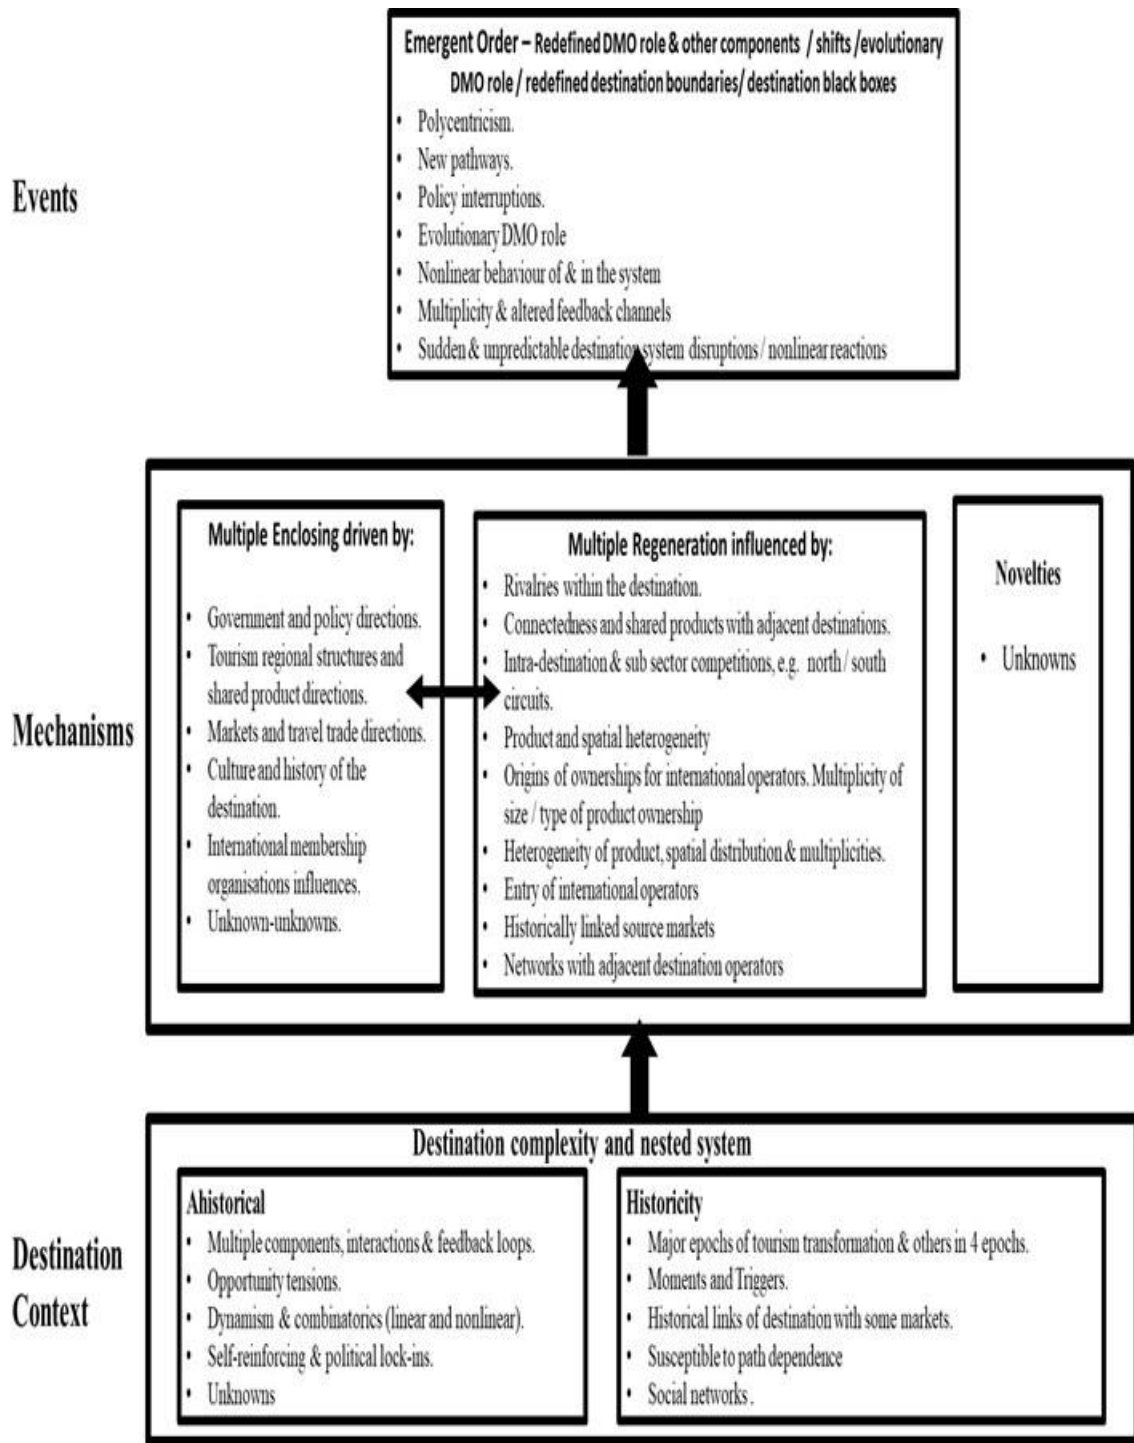 Emergent Order – Redefined DMO role & other components / shifts /evolutionary
DMO role / redefined destination boundaries/ destination black boxes
• Polycentricism.
• New pathways.
• Policy interruptions.
• Evolutionary DMO role
• Nonlinear behaviour of & in the system
• Multiplicity & altered feedback channels
• Sudden & unpredictable destination system disruptions / nonlinear reactions
Events
Mechanisms
Multiple Enclosing driven by:
• Government and policy directions.
• Tourism regional structures and
shared product directions.
• Markets and travel trade directions.
• Culture and history of the
destination.
• International membership
organisations influences.
• Unknown-unknowns.
Multiple Regeneration influenced by:
• Rivalries within the destination.
• Connectedness and shared products with adjacent destinations.
• Intra-destination & sub sector competitions, e.g. north / south
circuits.
• Product and spatial heterogeneity
• Origins of ownerships for international operators. Multiplicity of
size / type of product ownership
• Heterogeneity of product, spatial distribution & multiplicities.
• Entry of international operators
• Historically linked source markets
• Networks with adjacent destination operators
Novelties
• Unknowns
Destination
Context
Destination complexity and nested system
Ahistorical
• Multiple components, interactions & feedback loops.
• Opportunity tensions.
• Dynamism & combinatorics (linear and nonlinear).
• Self-reinforcing & political lock-ins.
• Unknowns
Historicity
• Major epochs of tourism transformation & others in 4 epochs.
• Moments and Triggers.
• Historical links of destination with some markets.
• Susceptible to path dependence
• Social networks .